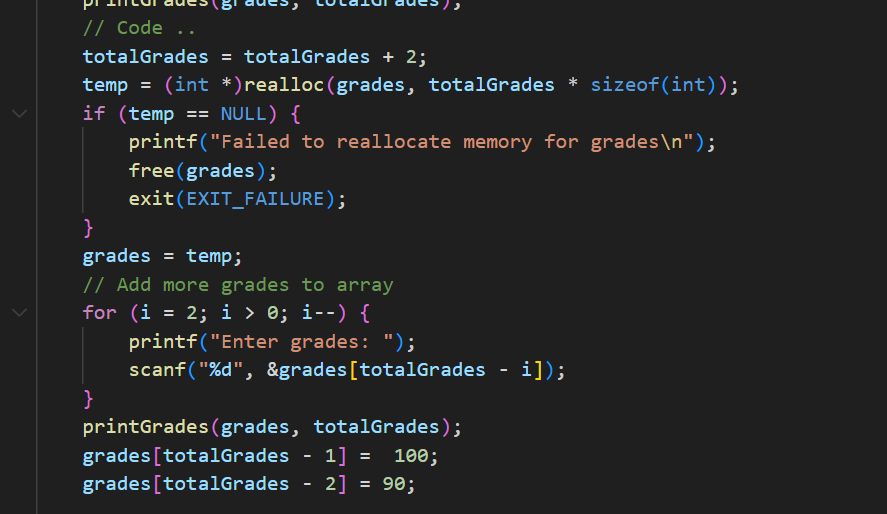 printGrades(grades, totalGrades);
// Code ..
totalGrades = totalGrades + 2;
temp = (int *)realloc(grades, totalGrades * sizeof(int));
if (temp == NULL) {
printf("Failed to reallocate memory for grades\n");
free(grades);
exit(EXIT_FAILURE);
}
grades = temp;
// Add more grades to array
for (i = 2; i > 0; i--) {
printf("Enter grades: ");
scanf("%d", &grades[totalGrades - i]);
}
printGrades(grades, totalGrades);
grades[totalGrades - 1] =  100;
grades[totalGrades - 2] = 90;